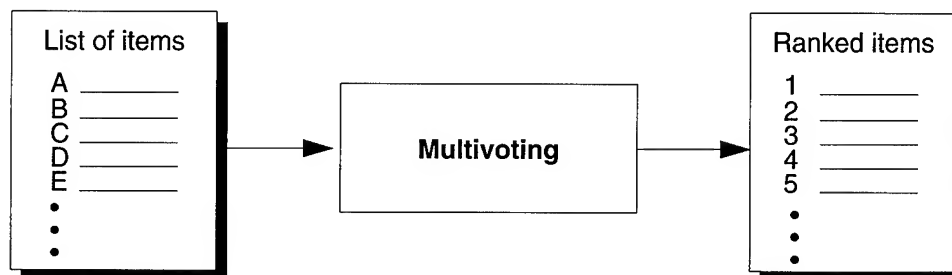 List of items
A
B
C
D
E
•
•
•
Multivoting
Ranked items
1
2
3
4
5
•
•
•